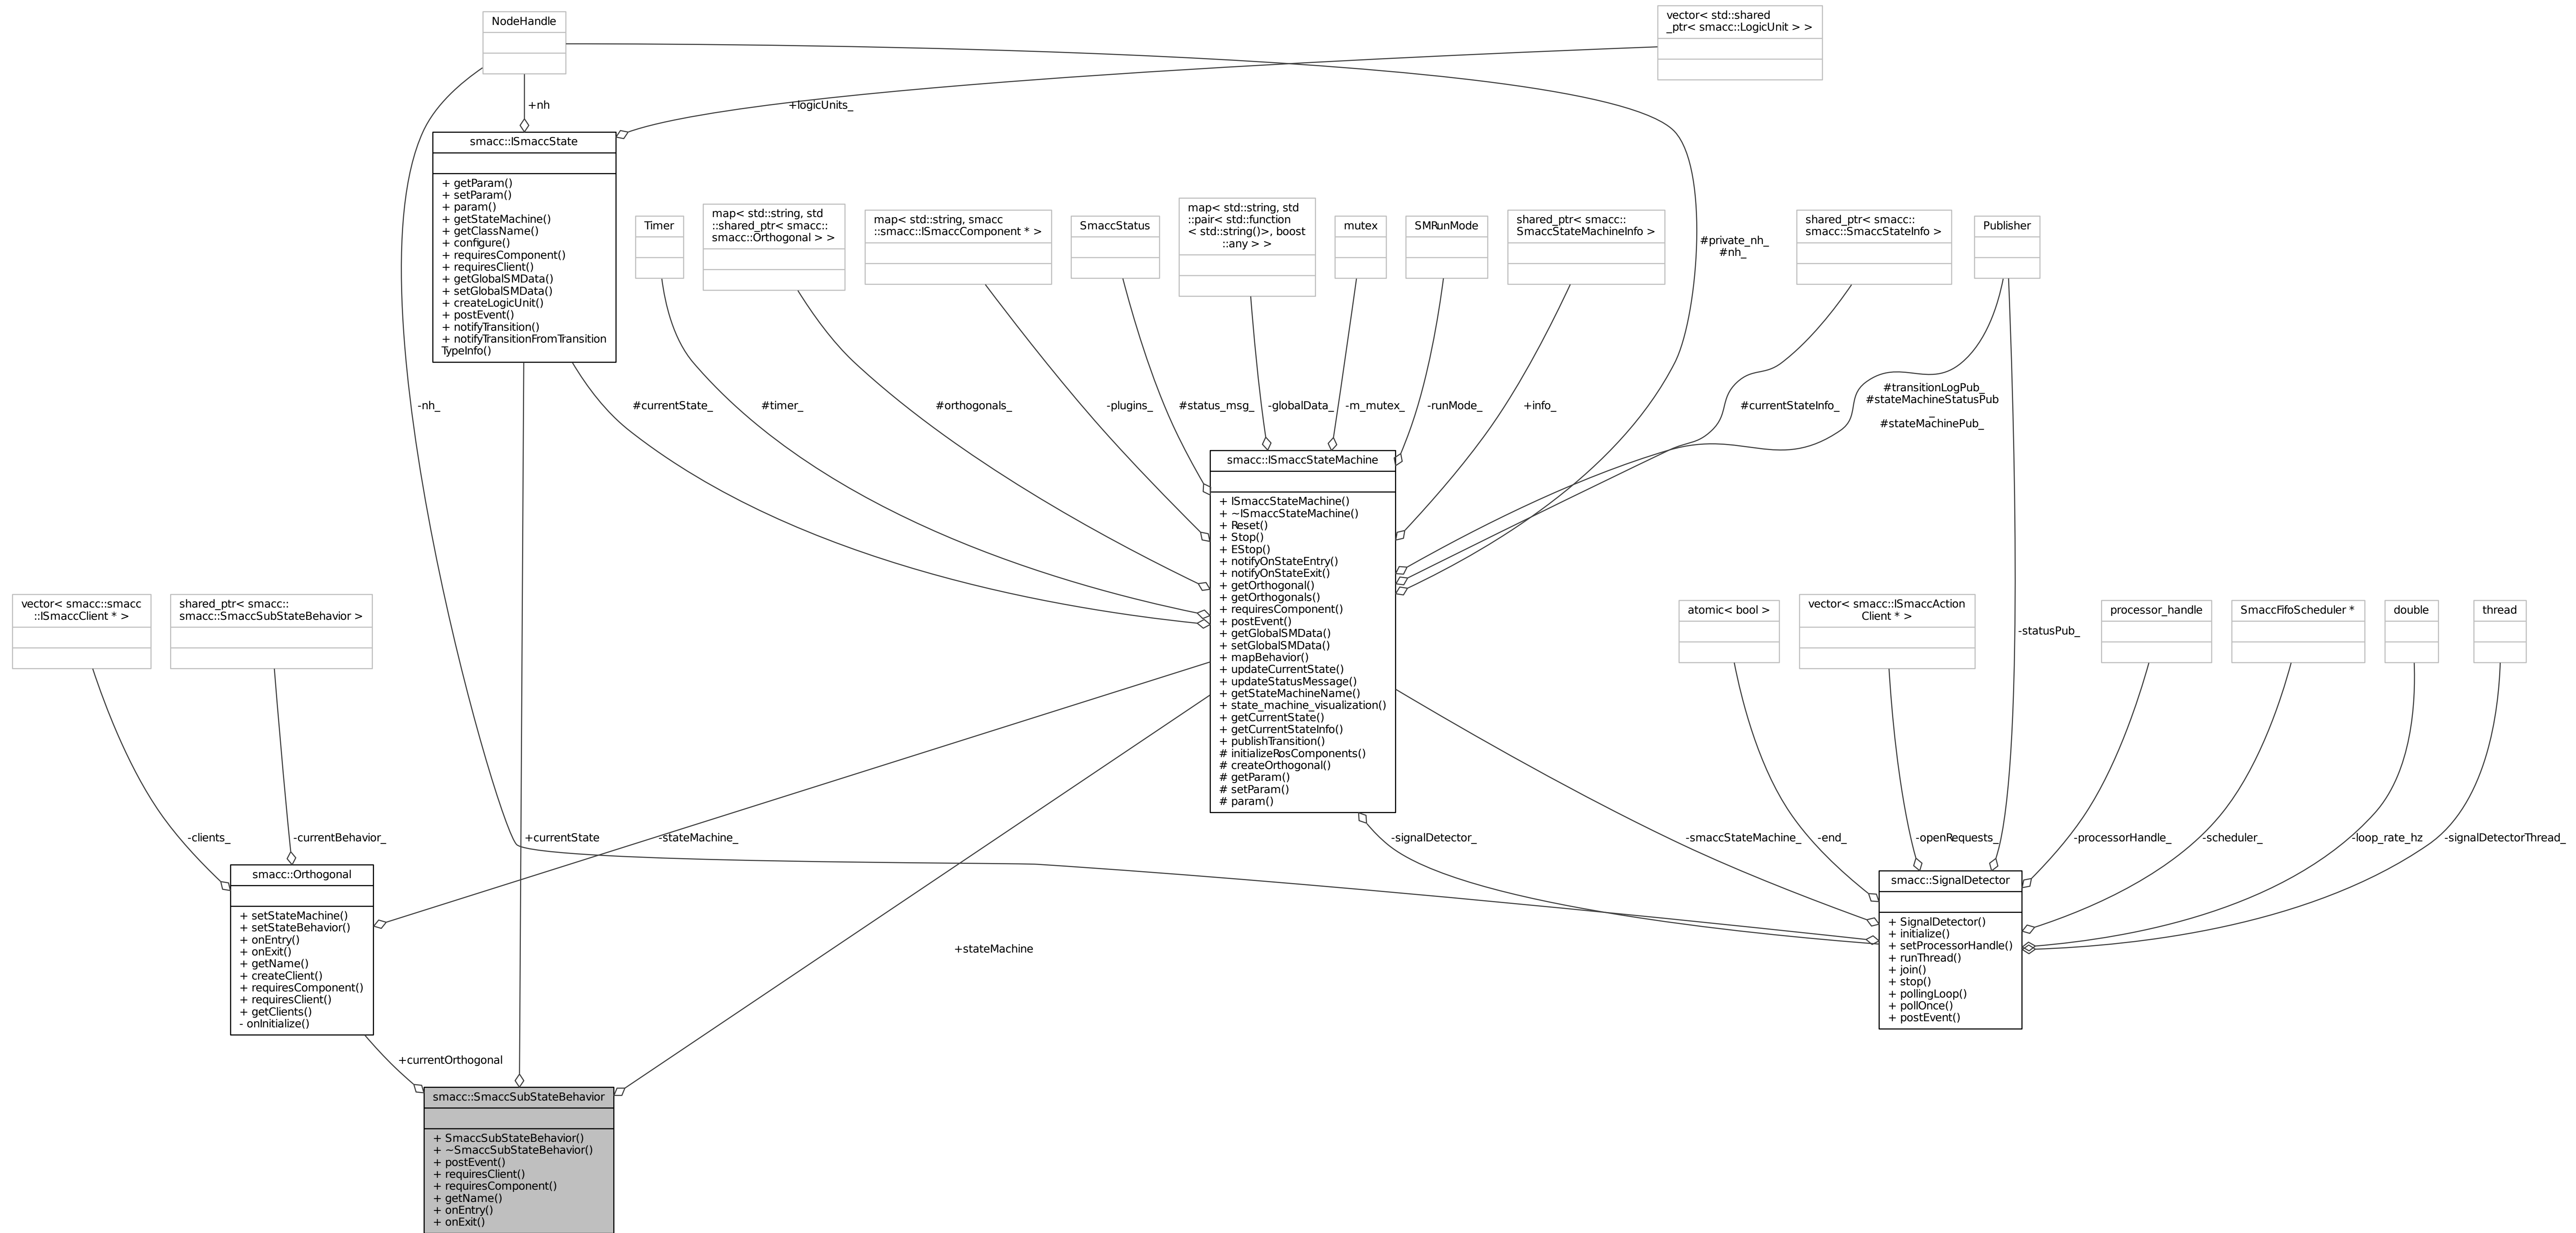 NodeHandle
vector< std::shared
_ptr< smacc::LogicUnit > >
+nh
+logicUnits_
smacc::ISmaccState
+ getParam()
+ setParam()
+ param()
+ getStateMachine()
+ getClassName()
+ configure()
+ requiresComponent()
+ requiresClient()
+ getGlobalSMData()
+ setGlobalSMData()
+ createLogicUnit()
+ postEvent()
+ notifyTransition()
+ notifyTransitionFromTransition
TypeInfo()
Timer
map< std::string, std
::shared_ptr< smacc::
smacc::Orthogonal > >
map< std::string, smacc
::smacc::ISmaccComponent * >
SmaccStatus
map< std::string, std
::pair< std::function
< std::string()>, boost
::any > >
mutex
SMRunMode
shared_ptr< smacc::
SmaccStateMachineInfo >
#private_nh_
#nh_
shared_ptr< smacc::
smacc::SmaccStateInfo >
Publisher
-nh_
#currentState_
#timer_
#orthogonals_
-plugins_
#status_msg_
-globalData_
-m_mutex_
-runMode_
+info_
#currentStateInfo_
#transitionLogPub_
#stateMachineStatusPub
_
#stateMachinePub_
smacc::ISmaccStateMachine
+ ISmaccStateMachine()
+ ~ISmaccStateMachine()
+ Reset()
+ Stop()
+ EStop()
+ notifyOnStateEntry()
+ notifyOnStateExit()
+ getOrthogonal()
+ getOrthogonals()
+ requiresComponent()
+ postEvent()
+ getGlobalSMData()
+ setGlobalSMData()
+ mapBehavior()
+ updateCurrentState()
+ updateStatusMessage()
+ getStateMachineName()
+ state_machine_visualization()
+ getCurrentState()
+ getCurrentStateInfo()
+ publishTransition()
# initializeRosComponents()
# createOrthogonal()
# getParam()
# setParam()
# param()
vector< smacc::smacc
::ISmaccClient * >
shared_ptr< smacc::
smacc::SmaccSubStateBehavior >
atomic< bool >
vector< smacc::ISmaccAction
Client * >
processor_handle
SmaccFifoScheduler *
double
thread
-statusPub_
-clients_
-currentBehavior_
+currentState
-stateMachine_
-signalDetector_
-smaccStateMachine_
-end_
-openRequests_
-processorHandle_
-scheduler_
-loop_rate_hz
-signalDetectorThread_
smacc::Orthogonal
+ setStateMachine()
+ setStateBehavior()
+ onEntry()
+ onExit()
+ getName()
+ createClient()
+ requiresComponent()
+ requiresClient()
+ getClients()
- onInitialize()
+stateMachine
smacc::SignalDetector
+ SignalDetector()
+ initialize()
+ setProcessorHandle()
+ runThread()
+ join()
+ stop()
+ pollingLoop()
+ pollOnce()
+ postEvent()
+currentOrthogonal
smacc::SmaccSubStateBehavior
+ SmaccSubStateBehavior()
+ ~SmaccSubStateBehavior()
+ postEvent()
+ requiresClient()
+ requiresComponent()
+ getName()
+ onEntry()
+ onExit()